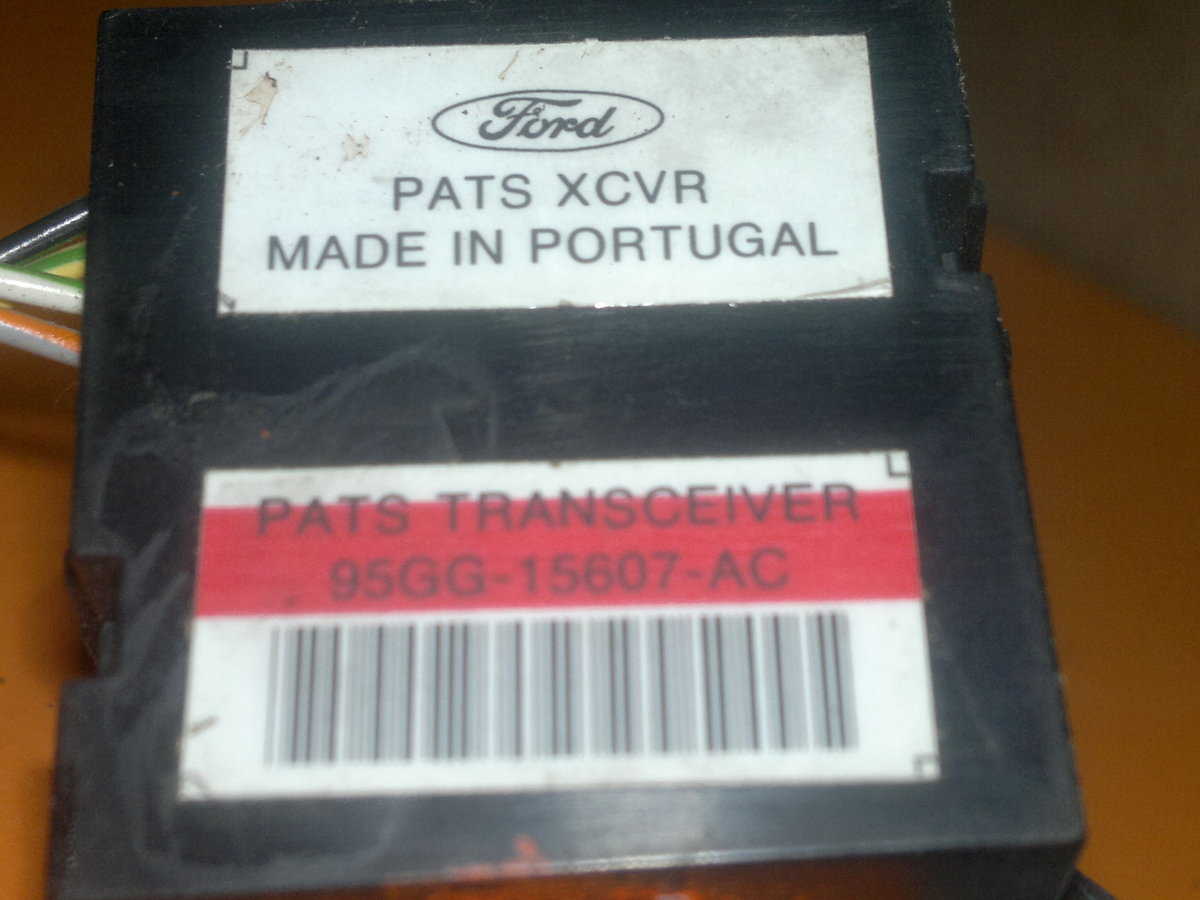 Ford
PATS XCVR
MADE IN PORTUGAL
PATS TRANSCEIVER
95GG-15607-AC